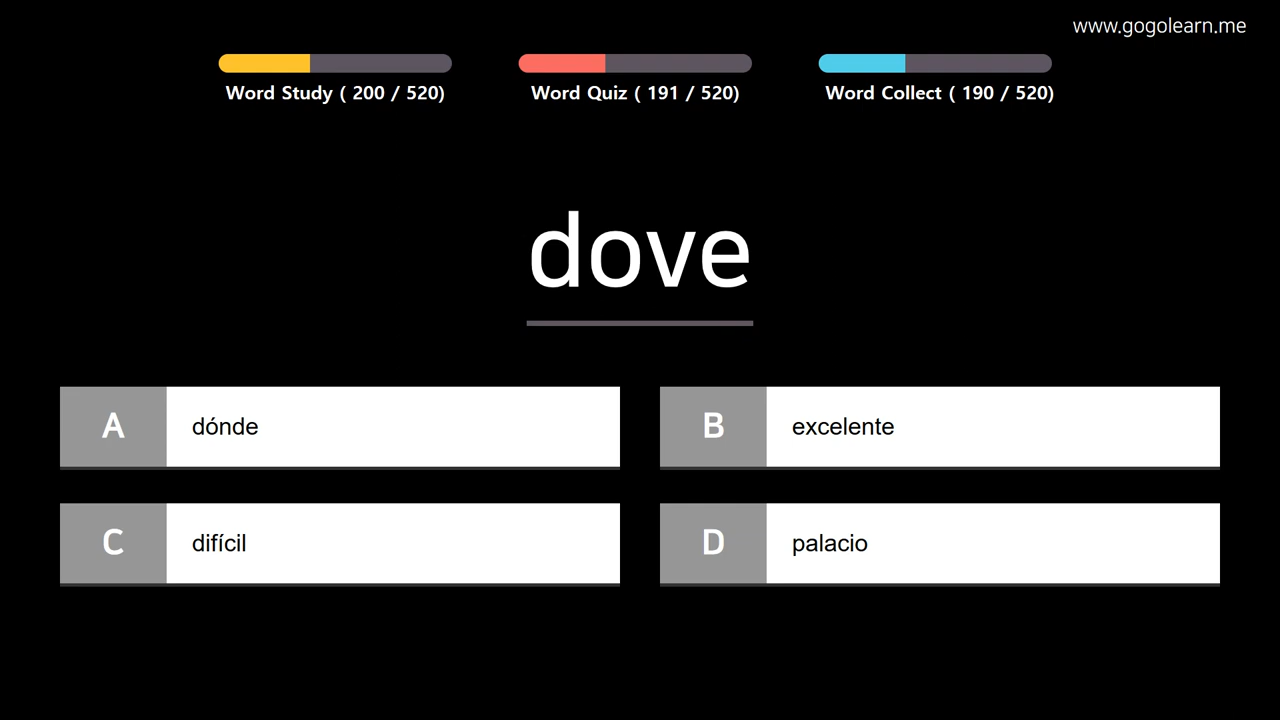 www.gogolearn.me
Word Study ( 200 / 520)
Word Quiz ( 191 / 520)
Word Collect ( 190 / 520)
dove
A dónde
B excelente
C difícil
D palacio